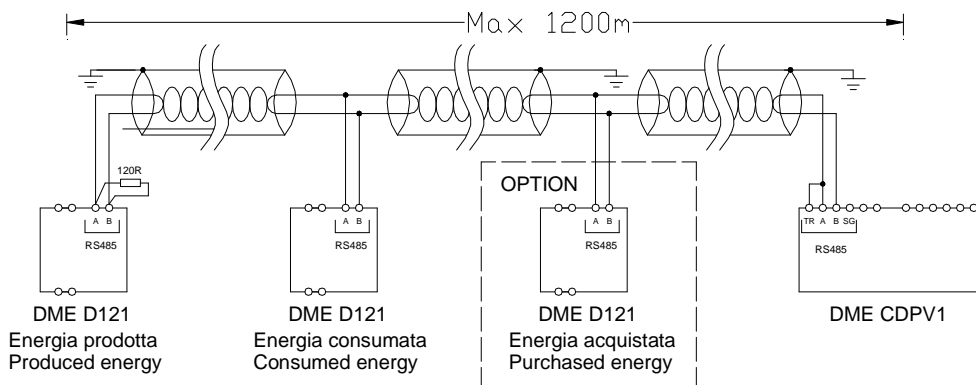 Max 1200m
120R
OPTION
A B
RS485
A B
RS485
A B
RS485
TR A B SG
RS485
DME D121
Energia prodotta
Produced energy
DME D121
Energia consumata
Consumed energy
DME D121
Energia acquistata
Purchased energy
DME CDPV1